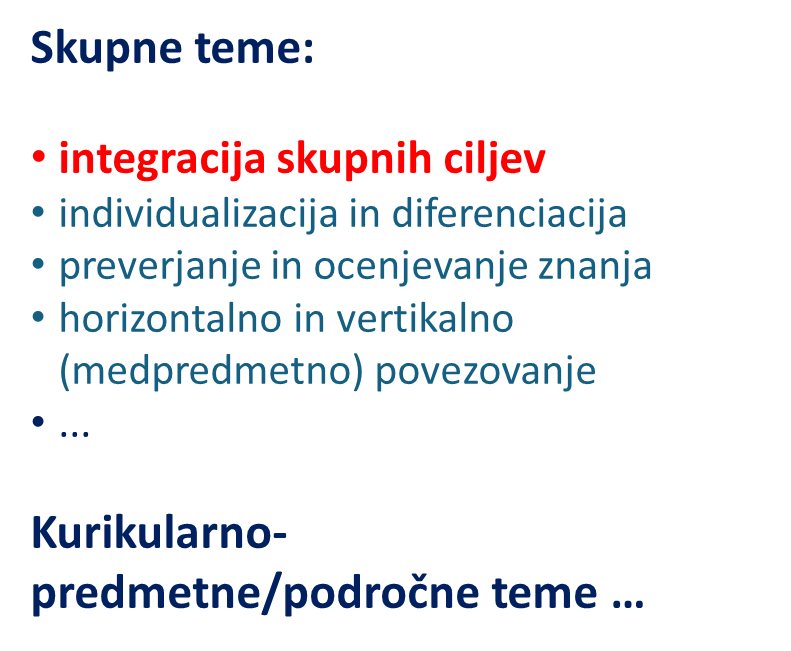 Skupne teme:
• integracija skupnih ciljev
• individualizacija in diferenciacija
• preverjanje in ocenjevanje znanja
• horizontalno in vertikalno
(medpredmetno) povezovanje
• ...
Kurikularno-
predmetne/področne teme ...